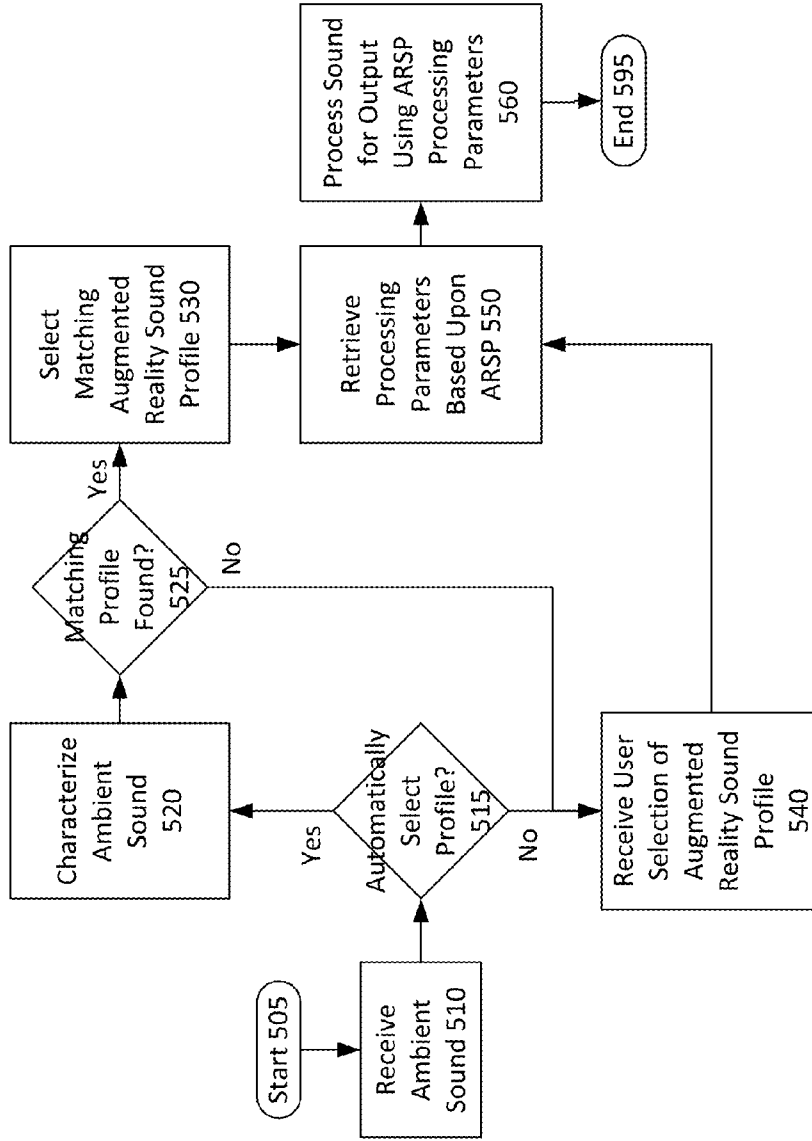 Start 505
Receive
Ambient
Sound 510
Automatically
Select
Profile?
515
Yes
No
Characterize
Ambient
Sound
520
Matching
Profile
Found?
525
Yes
No
Select
Matching
Augmented
Reality Sound
Profile 530
Receive User
Selection of
Augmented
Reality Sound
Profile
540
Retrieve
Processing
Parameters
Based Upon
ARSP 550
Process Sound
for Output
Using ARSP
Processing
Parameters
560
End 595